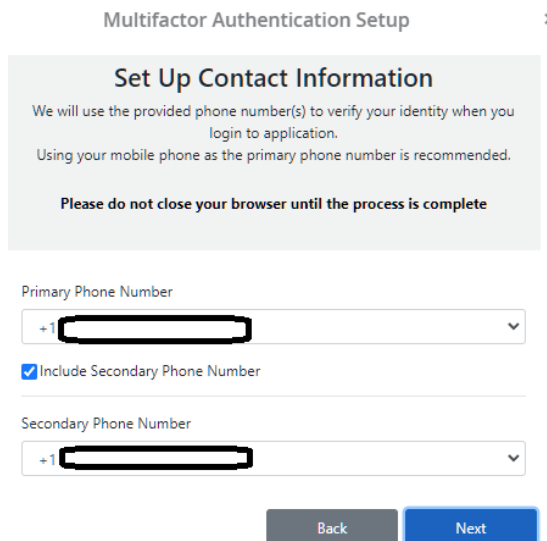 Multifactor Authentication Setup
Set Up Contact Information
We will use the provided phone number(s) to verify your identity when you
login to application.
Using your mobile phone as the primary phone number is recommended.
Please do not close your browser until the process is complete
Primary Phone Number
+1
Include Secondary Phone Number
Secondary Phone Number
+1
Back Next